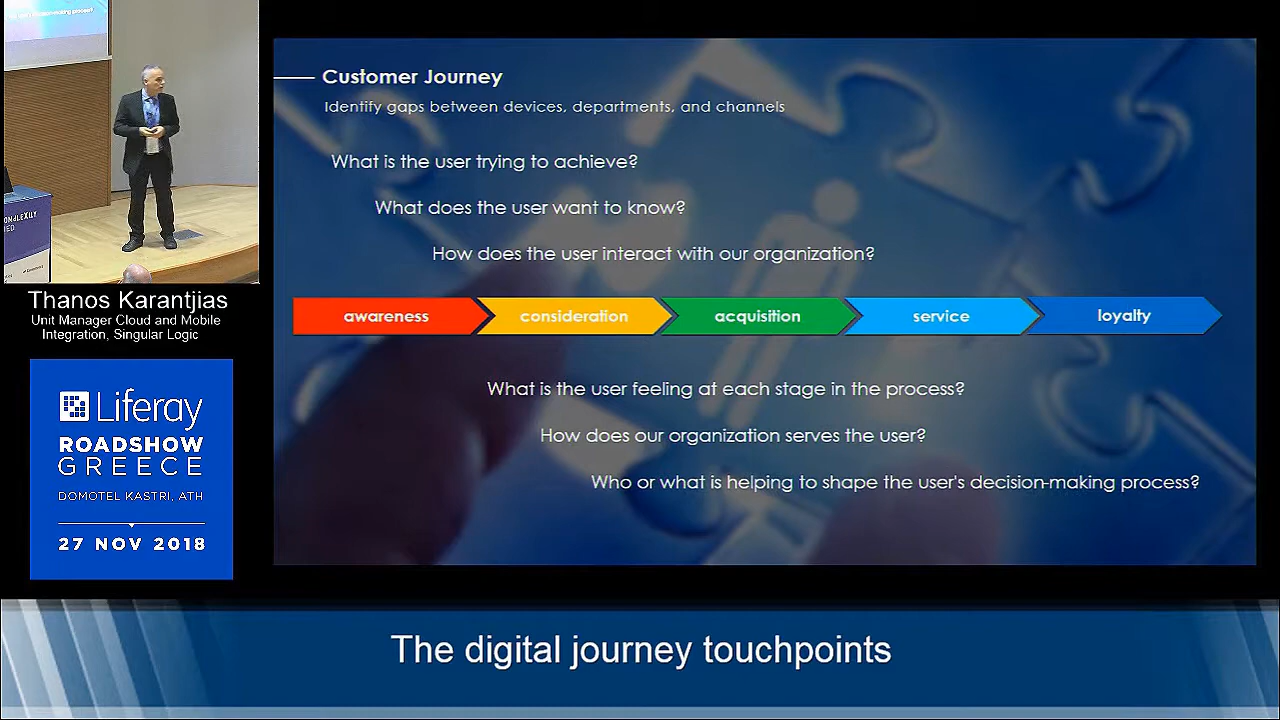 Customer Journey
Identify gaps between devices, departments, and channels
What is the user trying to achieve?
What does the user want to know?
How does the user interact with our organization?
awareness
consideration
acquisition
service
loyalty
What is the user feeling at each stage in the process?
How does our organization serves the user?
Who or what is helping to shape the user's decision-making process?
Thanos Karantjias
Unit Manager Cloud and Mobile
Integration, Singular Logic
Liferay
ROADSHOW
GREECE
DOMOTEL KASTRI, ATH
27 NOV 2018
The digital journey touchpoints